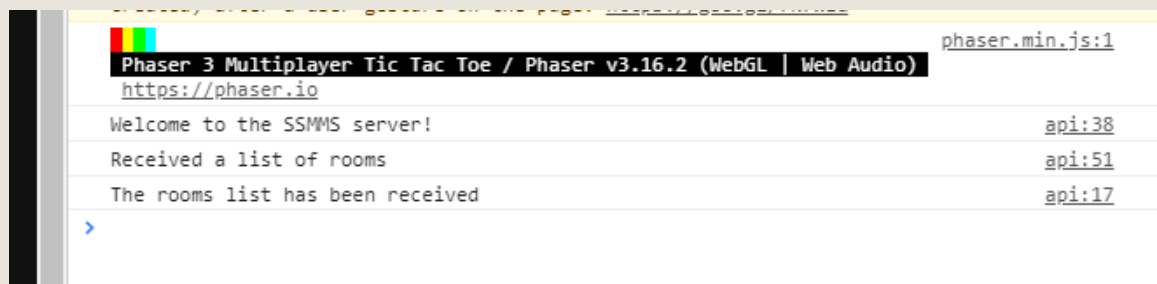 phaser.min.js:1
Phaser 3 Multiplayer Tic Tac Toe / Phaser v3.16.2 (WebGL | Web Audio)
https://phaser.io
Welcome to the SSMMS server! api:38
Received a list of rooms api:51
The rooms list has been received api:17
>